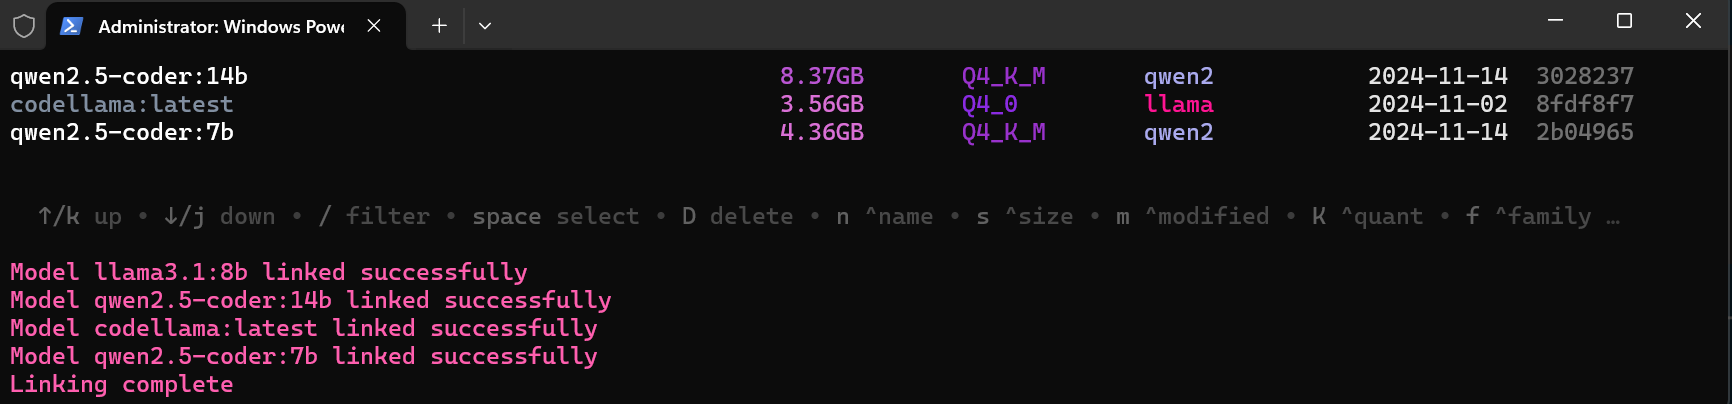 Administrator: Windows Powe
qwen2.5-coder:14b 8.37GB Q4_K_M qwen2 2024-11-14 3028237
codellama:latest 3.56GB Q4_0 llama 2024-11-02 8fdf8f7
qwen2.5-coder:7b 4.36GB Q4_K_M qwen2 2024-11-14 2b04965
↑/k up • ↓/j down • / filter • space select • D delete • n ^name • s ^size • m ^modified • K ^quant • f ^family …
Model llama3.1:8b linked successfully
Model qwen2.5-coder:14b linked successfully
Model codellama:latest linked successfully
Model qwen2.5-coder:7b linked successfully
Linking complete